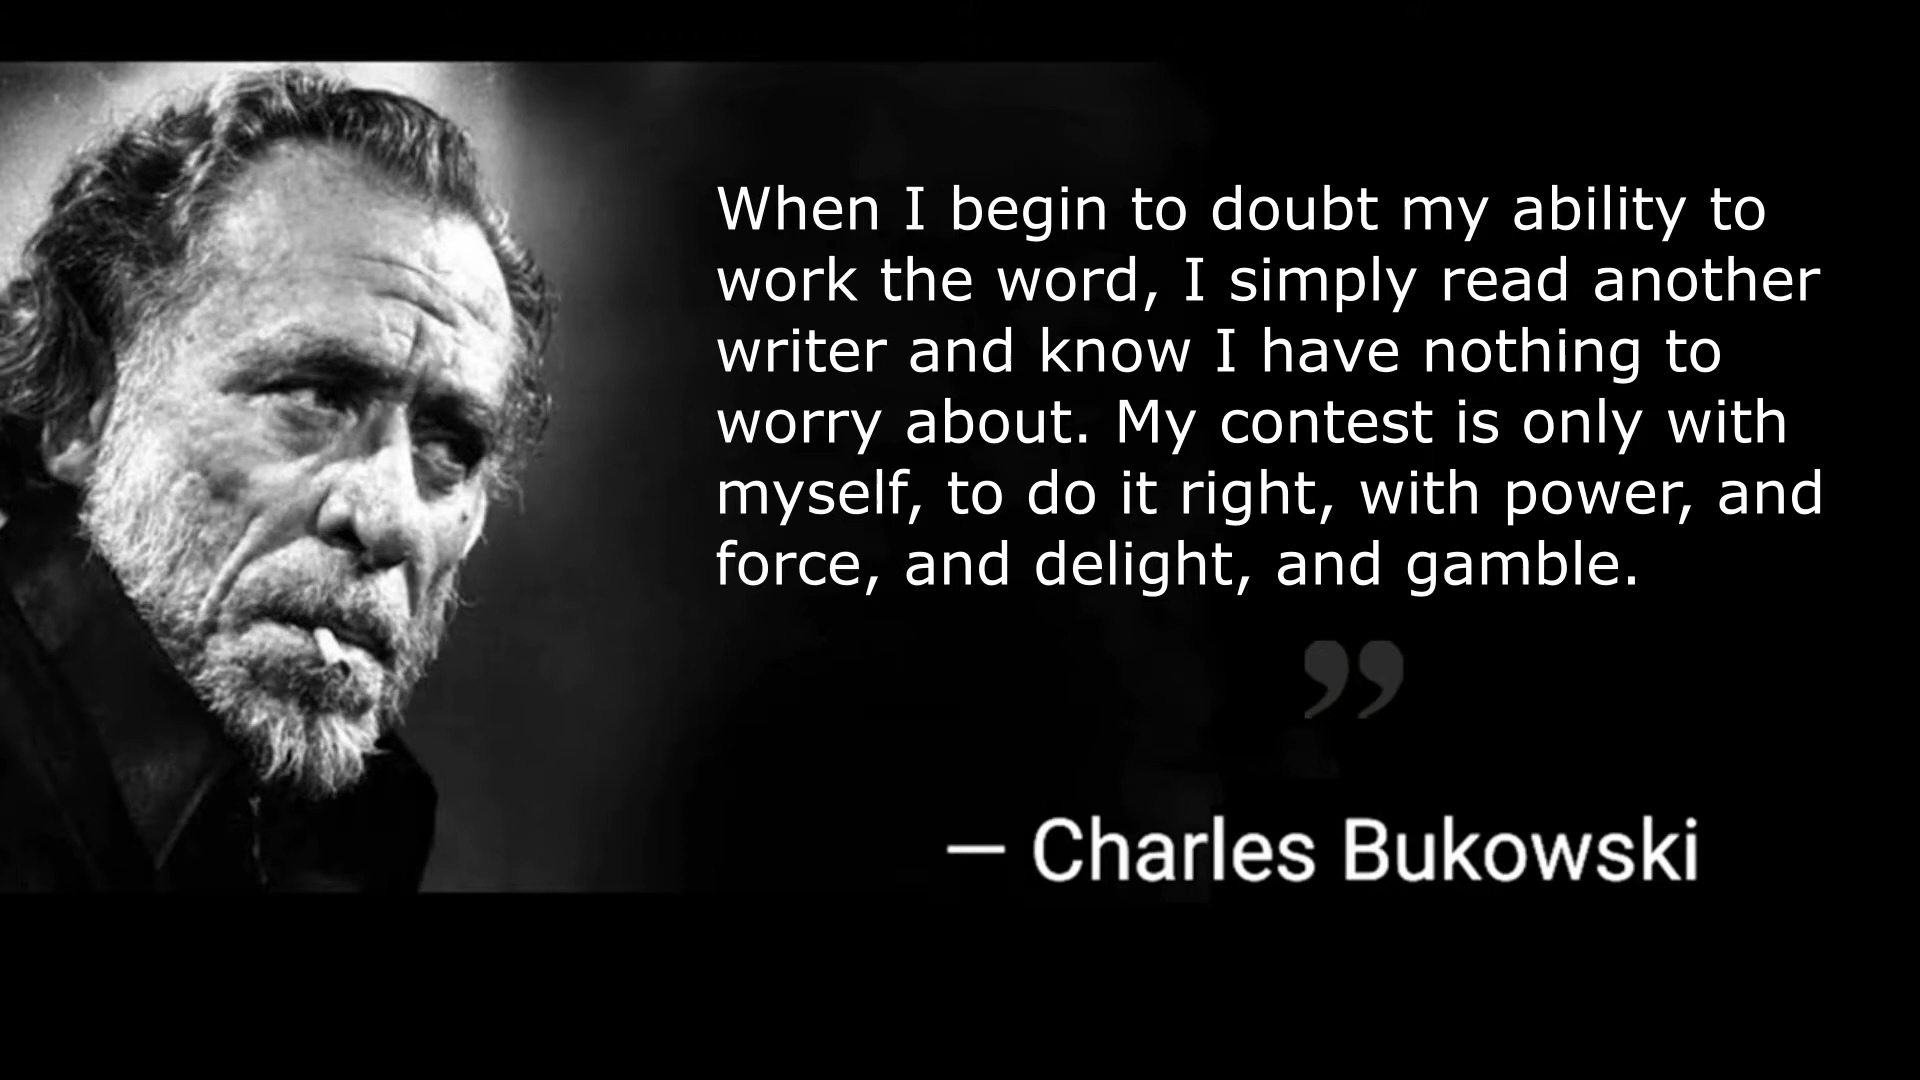 When I begin to doubt my ability to
work the word, I simply read another
writer and know I have nothing to
worry about. My contest is only with
myself, to do it right, with power, and
force, and delight, and gamble.
”
— Charles Bukowski